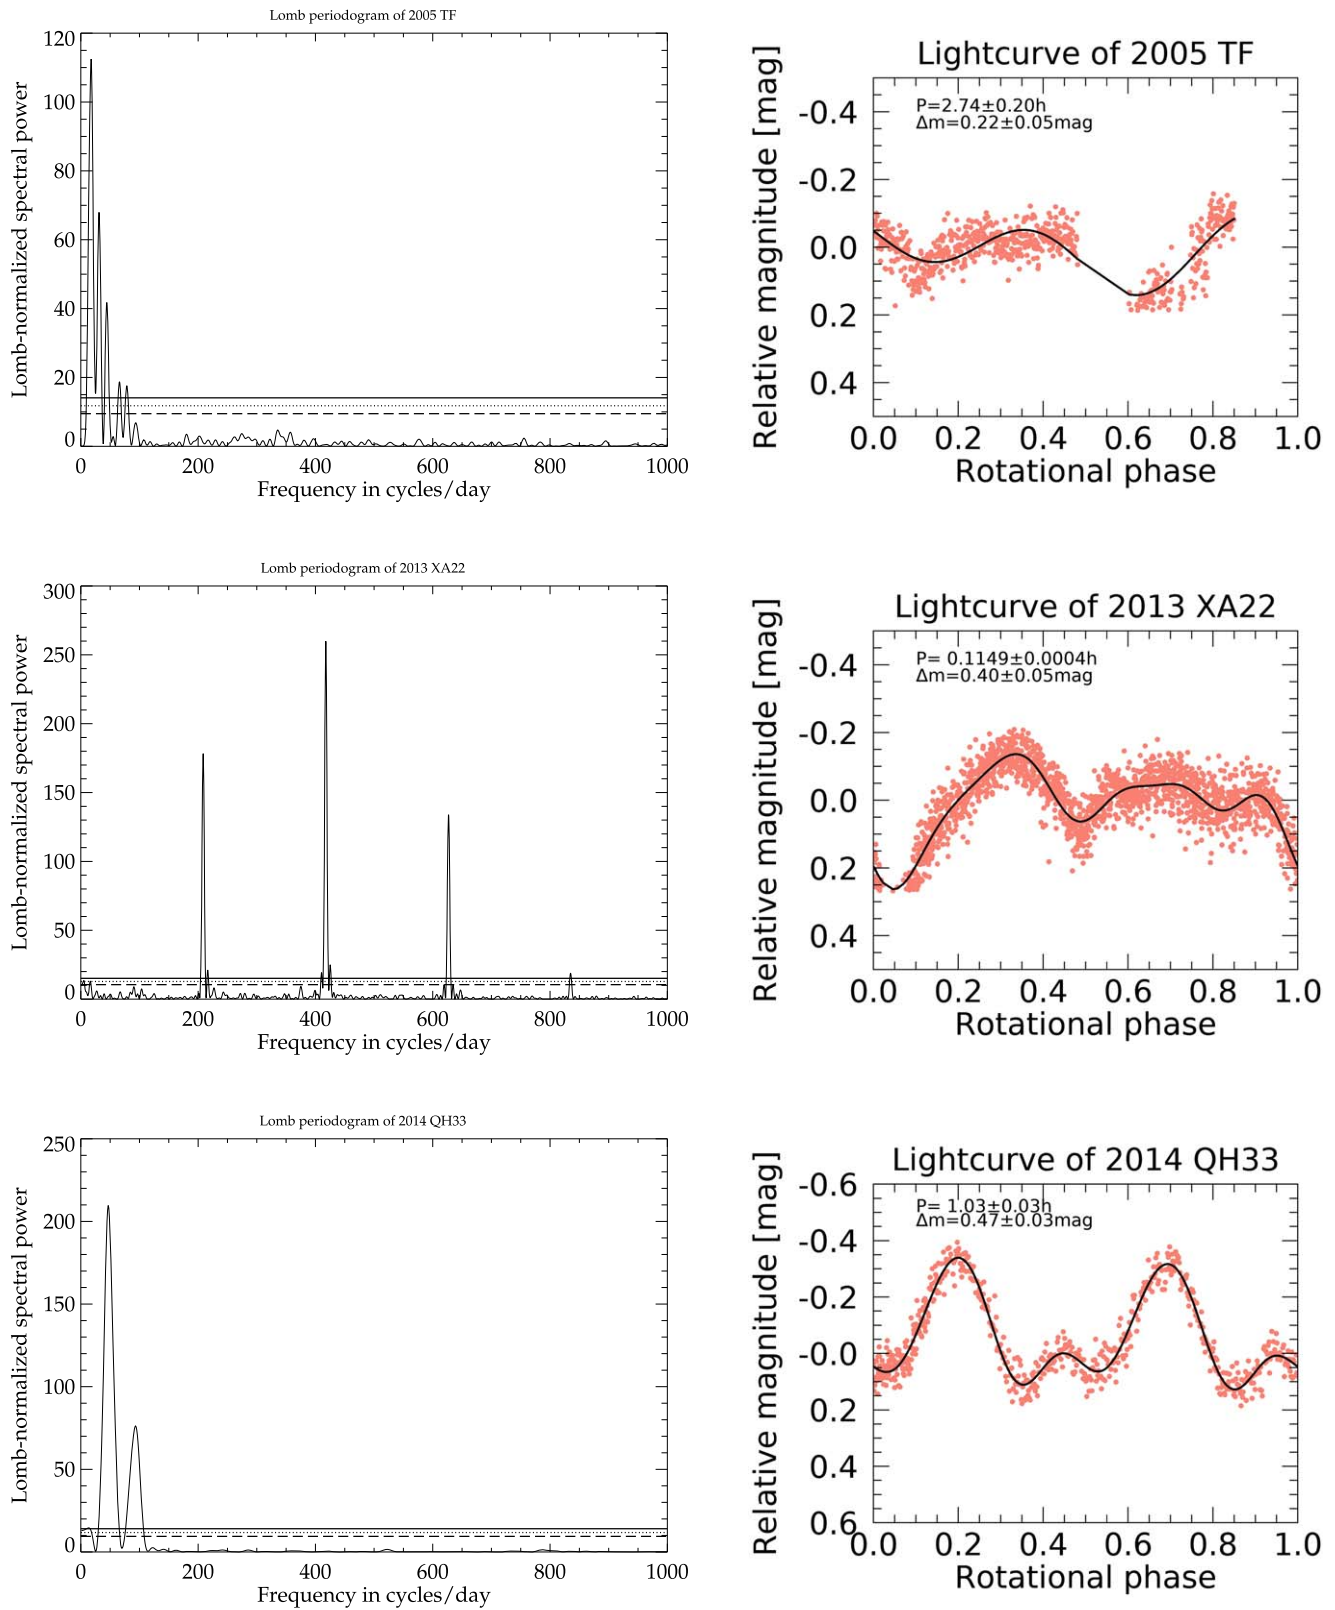 Lomb periodogram of 2005 TF
Lomb-normalized spectral power
120
100
80
60
40
20
0
0 200 400 600 800 1000
Frequency in cycles/day
Lightcurve of 2005 TF
P=2.74±0.20h
Δm=0.22±0.05mag
Relative magnitude [mag]
-0.4
-0.2
0.0
0.2
0.4
0.0 0.2 0.4 0.6 0.8 1.0
Rotational phase
Lomb periodogram of 2013 XA22
Lomb-normalized spectral power
300
250
200
150
100
50
0
0 200 400 600 800 1000
Frequency in cycles/day
Lightcurve of 2013 XA22
P= 0.1149±0.0004h
Δm=0.40±0.05mag
Relative magnitude [mag]
-0.4
-0.2
0.0
0.2
0.4
0.0 0.2 0.4 0.6 0.8 1.0
Rotational phase
Lomb periodogram of 2014 QH33
Lomb-normalized spectral power
250
200
150
100
50
0
0 200 400 600 800 1000
Frequency in cycles/day
Lightcurve of 2014 QH33
P= 1.03±0.03h
Δm=0.47±0.03mag
Relative magnitude [mag]
-0.6
-0.4
-0.2
-0.0
0.2
0.4
0.6
0.0 0.2 0.4 0.6 0.8 1.0
Rotational phase